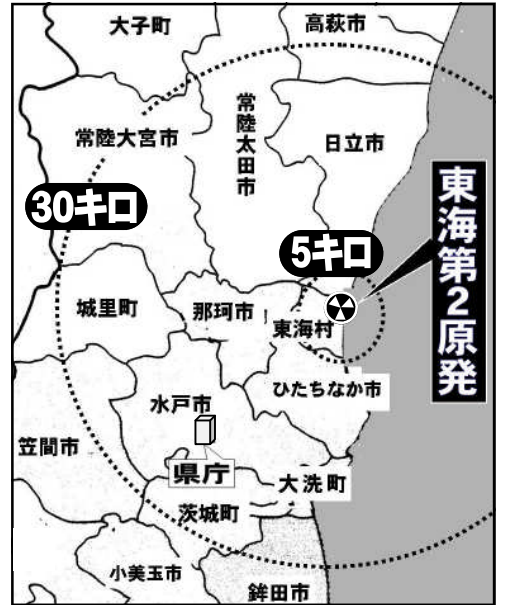 大子町
高萩市
常陸大宮市
常陸太田市
日立市
30キロ
5キロ
東海第2原発
城里町
那珂市
東海村
ひたちなか市
水戸市
笠間市
県庁
大洗町
茨城町
小美玉市
鉾田市